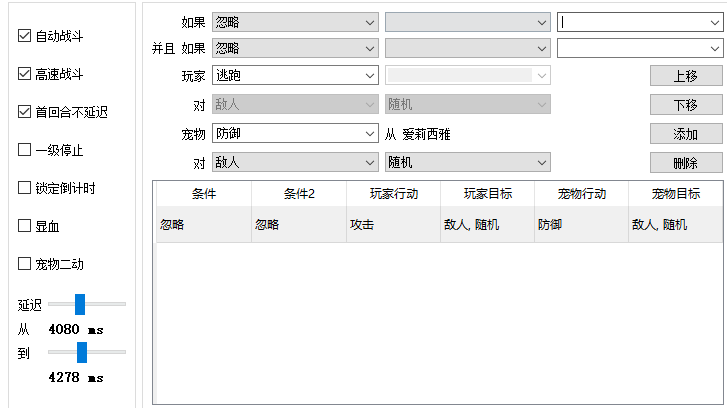 自动战斗
高速战斗
首回合不延迟
一级停止
锁定倒计时
显血
宠物二动
延迟
从 4080 ms
到
4278 ms
如果 忽略
并且 如果 忽略
玩家 逃跑 上移
对 敌人 随机 下移
宠物 防御 从 爱莉西雅 添加
对 敌人 随机 删除
条件 条件2 玩家行动 玩家目标 宠物行动 宠物目标
忽略 忽略 攻击 敌人, 随机 防御 敌人, 随机